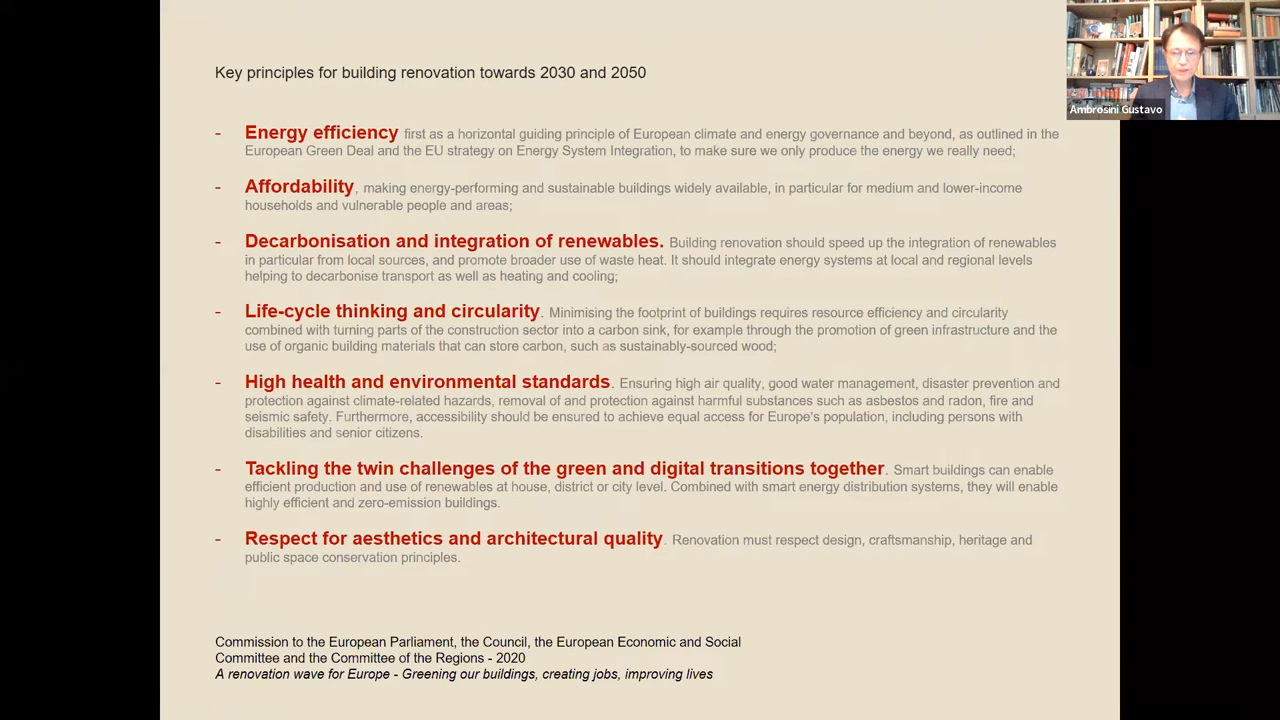 Key principles for building renovation towards 2030 and 2050
- Energy efficiency first as a horizontal guiding principle of European climate and energy governance and beyond, as outlined in the
European Green Deal and the EU strategy on Energy System Integration, to make sure we only produce the energy we really need;
- Affordability, making energy-performing and sustainable buildings widely available, in particular for medium and lower-income
households and vulnerable people and areas;
- Decarbonisation and integration of renewables. Building renovation should speed up the integration of renewables
in particular from local sources, and promote broader use of waste heat. It should integrate energy systems at local and regional levels
helping to decarbonise transport as well as heating and cooling;
- Life-cycle thinking and circularity. Minimising the footprint of buildings requires resource efficiency and circularity
combined with turning parts of the construction sector into a carbon sink, for example through the promotion of green infrastructure and the
use of organic building materials that can store carbon, such as sustainably-sourced wood;
- High health and environmental standards. Ensuring high air quality, good water management, disaster prevention and
protection against climate-related hazards, removal of and protection against harmful substances such as asbestos and radon, fire and
seismic safety. Furthermore, accessibility should be ensured to achieve equal access for Europe's population, including persons with
disabilities and senior citizens.
- Tackling the twin challenges of the green and digital transitions together. Smart buildings can enable
efficient production and use of renewables at house, district or city level. Combined with smart energy distribution systems, they will enable
highly efficient and zero-emission buildings.
- Respect for aesthetics and architectural quality. Renovation must respect design, craftsmanship, heritage and
public space conservation principles.
Commission to the European Parliament, the Council, the European Economic and Social
Committee and the Committee of the Regions - 2020
A renovation wave for Europe - Greening our buildings, creating jobs, improving lives
Ambrosini Gustavo